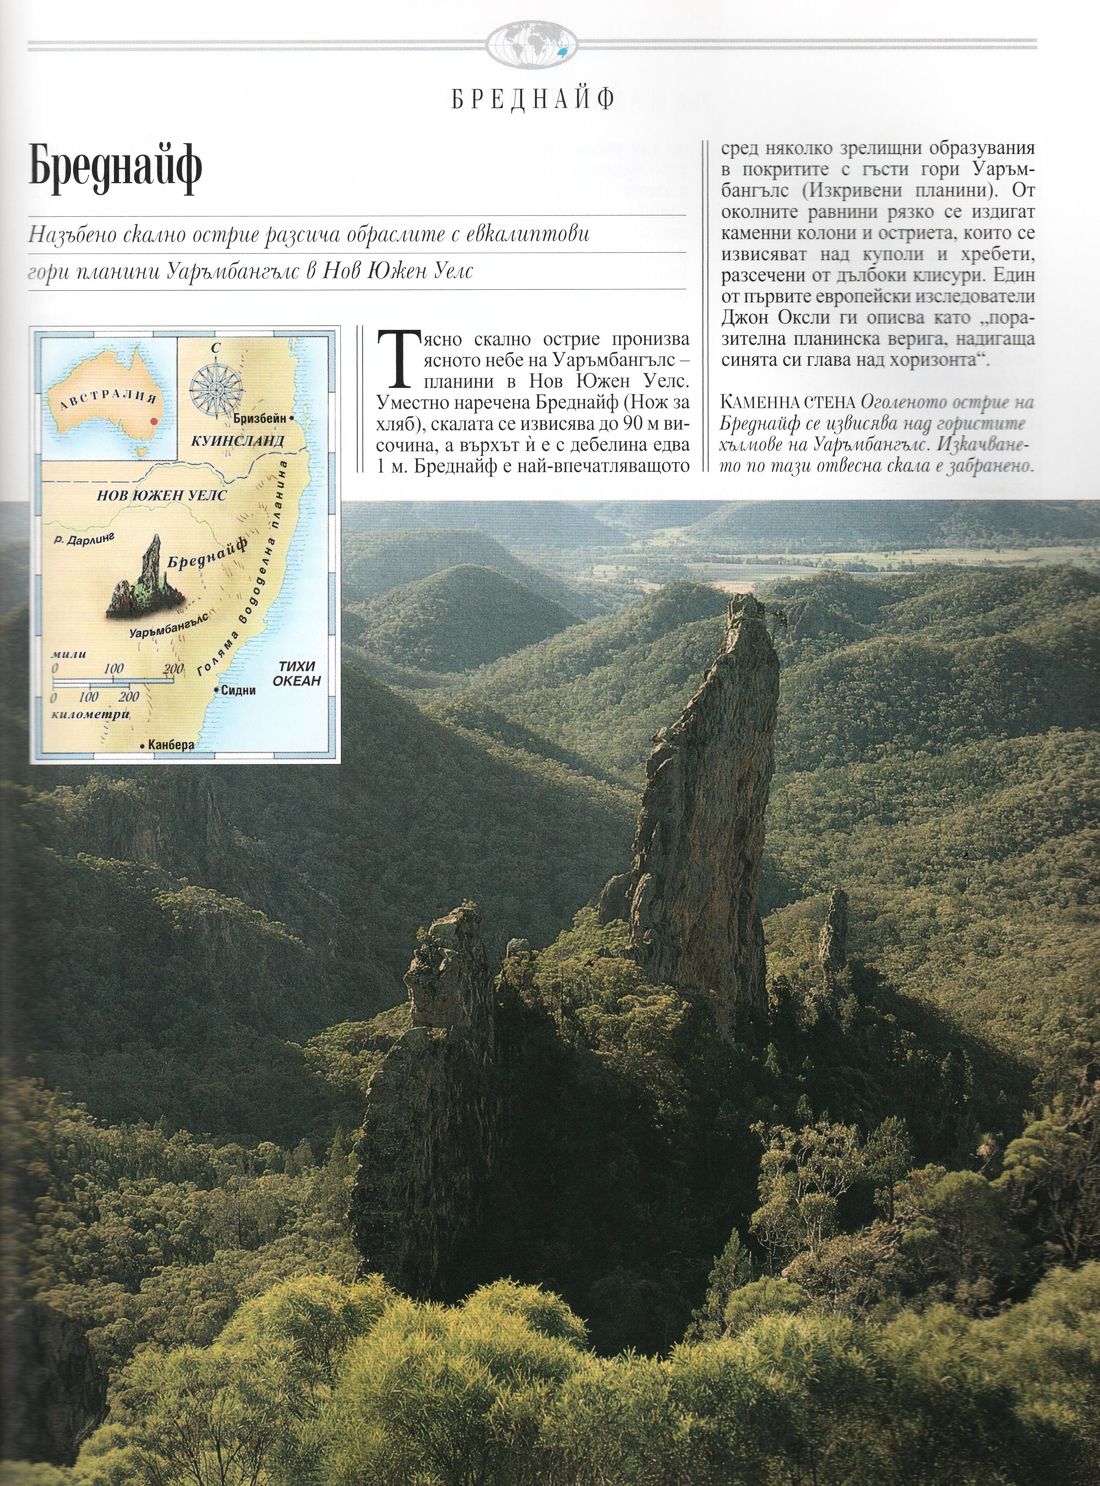 БРЕДНАЙФ
Бреднайф
Назъбено скално острие разсича обраслите с евкалиптови
гори планини Уаръмбангълс в Нов Южен Уелс
АВСТРАЛИЯ
С
Бризбейн
КУИНСЛАНД
НОВ ЮЖЕН УЕЛС
р. Дарлинг
Бреднайф
Уаръмбангълс
Голяма вододелна планина
мили
0 100 200
0 100 200
километри
Сидни
ТИХИ
ОКЕАН
Канбера
Тясно скално острие пронизва
ясното небе на Уаръмбангълс –
планини в Нов Южен Уелс.
Уместно наречена Бреднайф (Нож за
хляб), скалата се извисява до 90 м ви-
сочина, а върхът ѝ е с дебелина едва
1 м. Бреднайф е най-впечатляващото
сред няколко зрелищни образувания
в покритите с гъсти гори Уаръм-
бангълс (Изкривени планини). От
околните равнини рязко се издигат
каменни колони и остриета, които се
извисяват над куполи и хребети,
разсечени от дълбоки клисури. Един
от първите европейски изследователи
Джон Оксли ги описва като „пора-
зителна планинска верига, надигаща
синята си глава над хоризонта“.
КАМЕННА СТЕНА Оголеното острие на
Бреднайф се извисява над гористите
хълмове на Уаръмбангълс. Изкачване-
то по тази отвесна скала е забранено.